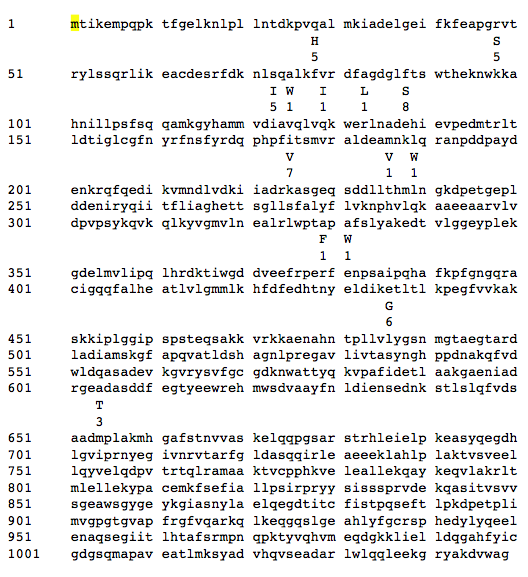 1 mtikempqpk tfgelknlpl lntdkpvqal mkiadelgei fkfeapgrvt
H S
5 5
51 rylssqrlik eacdesrfdk nlsqalkfvr dfagdglfts wtheknwkka
I W I L S
5 1 1 1 8
101 hnillpsfsq qamkgyhamm vdiavqlvqk werlnadehi evpedmtrlt
151 ldtiglcgfn yrfnsfyrdq phpfitsmvr aldeamnklq ranpddpayd
V V W
7 1 1
201 enkrqfqedi kvmndlvdki iadrkasgeq sddllthmln gkdpetgepl
251 ddeniryqii tfliaghett sgllsfalyf lvknphvlqk aaeeaarvlv
301 dpvpsykqvk qlkyvgmvln ealrlwptap afslyakedt vlggeyplek
F W
1 1
351 gdelmvlipq lhrdktiwgd dveefrperf enpsaipqha fkpfgngqra
401 cigqqfalhe atlvlgmmlk hfdfedhtny eldiketltl kpegfvvkak
G
6
451 skkiplggip spsteqsakk vrkkaenahn tpllvlygsn mgtaegtard
501 ladiamskgf apqvatldsh agnlpregav livtasyngh ppdnakqfvd
551 wldqasadev kgvrysvfgc gdknwattyq kvpafidetl aakgaeniad
601 rgeadasddf egtyeewreh mwsdvaayfn ldiensednk stlslqfvds
T
3
651 aadmplakmh gafstnvvas kelqqpgsar strhleielp keasyqegdh
701 lgviprnyeg ivnrvtarfg ldasqqirle aeeeklahlp laktvsveel
751 lqyvelqdpv trtqlramaa ktvcpphkve leallekqay keqvlakrlt
801 mlellekypa cemkfsefia llpsirpryy sisssprvde kqasitvsvv
851 sgeawsgyge ykgiasnyla elqegdtitc fistpqseft lpkdpetpli
901 mvgpgtgvap frgfvqarkq lkeqgqslge ahlyfgcrsp hedylyqeel
951 enaqsegiit lhtafsrmpn qpktyvqhvm eqdgkkliel ldqgahfyic
1001 gdgsqmapav eatlmksyad vhqvseadar lwlqqleekg ryakdvwag